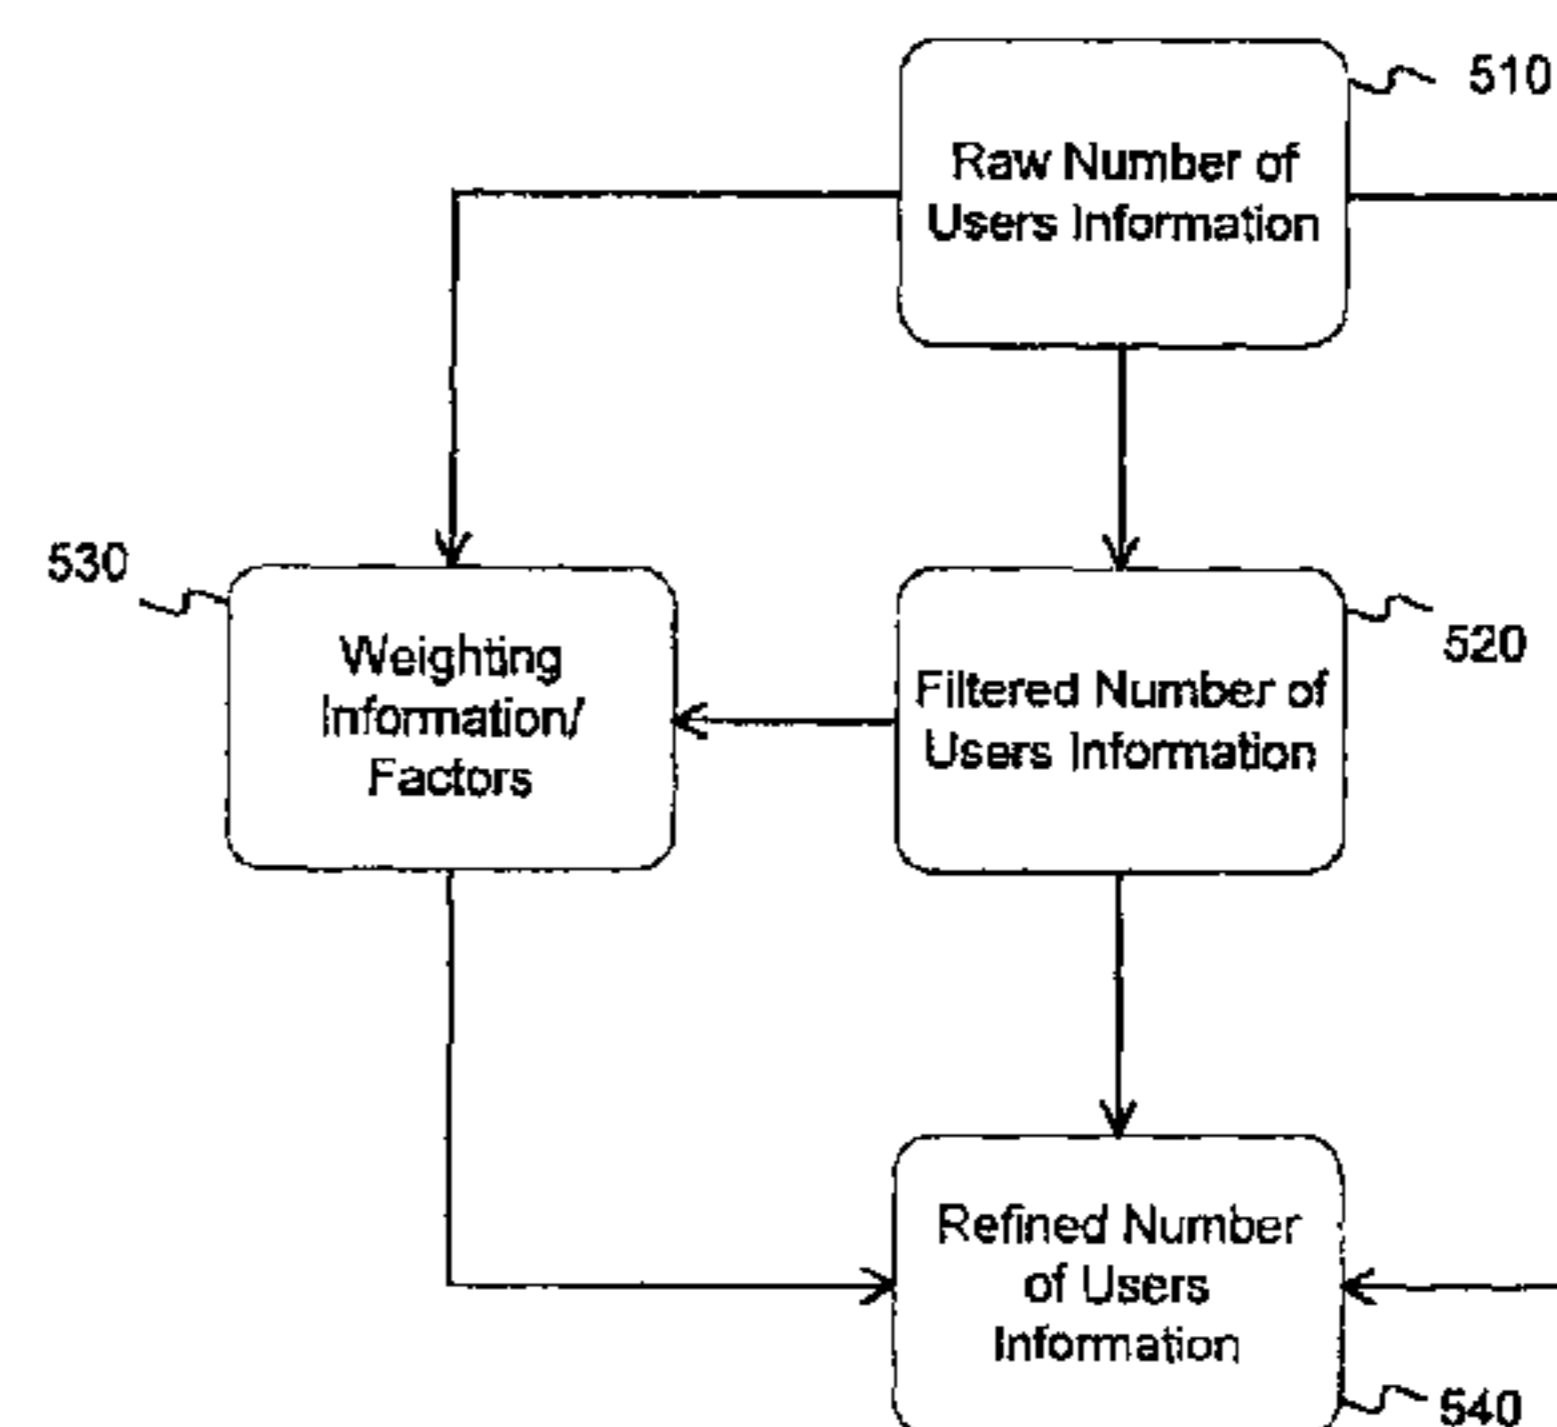 510
Raw Number of
Users Information
530
Weighting
Information/
Factors
520
Filtered Number of
Users Information
Refined Number
of Users
Information
540